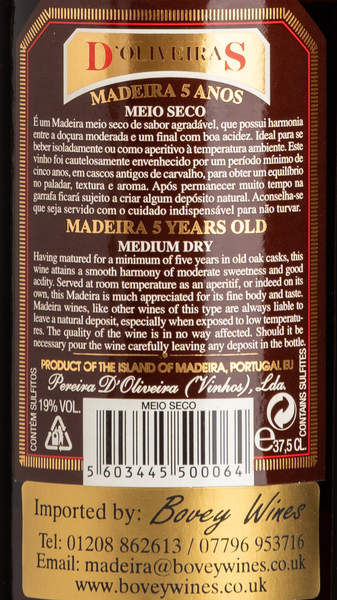 D'OLIVEIRAS
MADEIRA 5 ANOS
MEIO SECO
É um Madeira meio seco de sabor agradável, que possui harmonia
entre a doçura moderada e um final com boa acidez. Ideal para se
beber isoladamente ou como aperitivo à temperatura ambiente. Este
vinho foi cautelosamente envenhecido por um período mínimo de
cinco anos, em cascos antigos de carvalho, para obter um equilíbrio
no paladar, textura e aroma. Após permanecer muito tempo na
garrafa ficará sujeito a criar algum depósito natural. Aconselha-se
que seja servido com o cuidado indispensável para não turvar.
MADEIRA 5 YEARS OLD
MEDIUM DRY
Having matured for a minimum of five years in old oak casks, this
wine attains a smooth harmony of moderate sweetness and good
acidity. Served at room temperature as an aperitif, or indeed on its
own, this Madeira is much appreciated for its fine body and taste.
Madeira wines, like other wines of this type are always liable to
leave a natural deposit, especially when exposed to low temperatu-
res. The quality of the wine is in no way affected. Should it be
necessary pour the wine carefully leaving any deposit in the bottle.
PRODUCT OF THE ISLAND OF MADEIRA, PORTUGAL EU
Pereira D'Oliveira (Vinhos), Lda.
CONTÉM SULFITOS
19% VOL.
MEIO SECO
5 603445 500064
e 37,5 CL.
CONTAINS SULFITES
Imported by: Bovey Wines
Tel: 01208 862613 / 07796 953716
Email: madeira@boveywines.co.uk
www.boveywines.co.uk